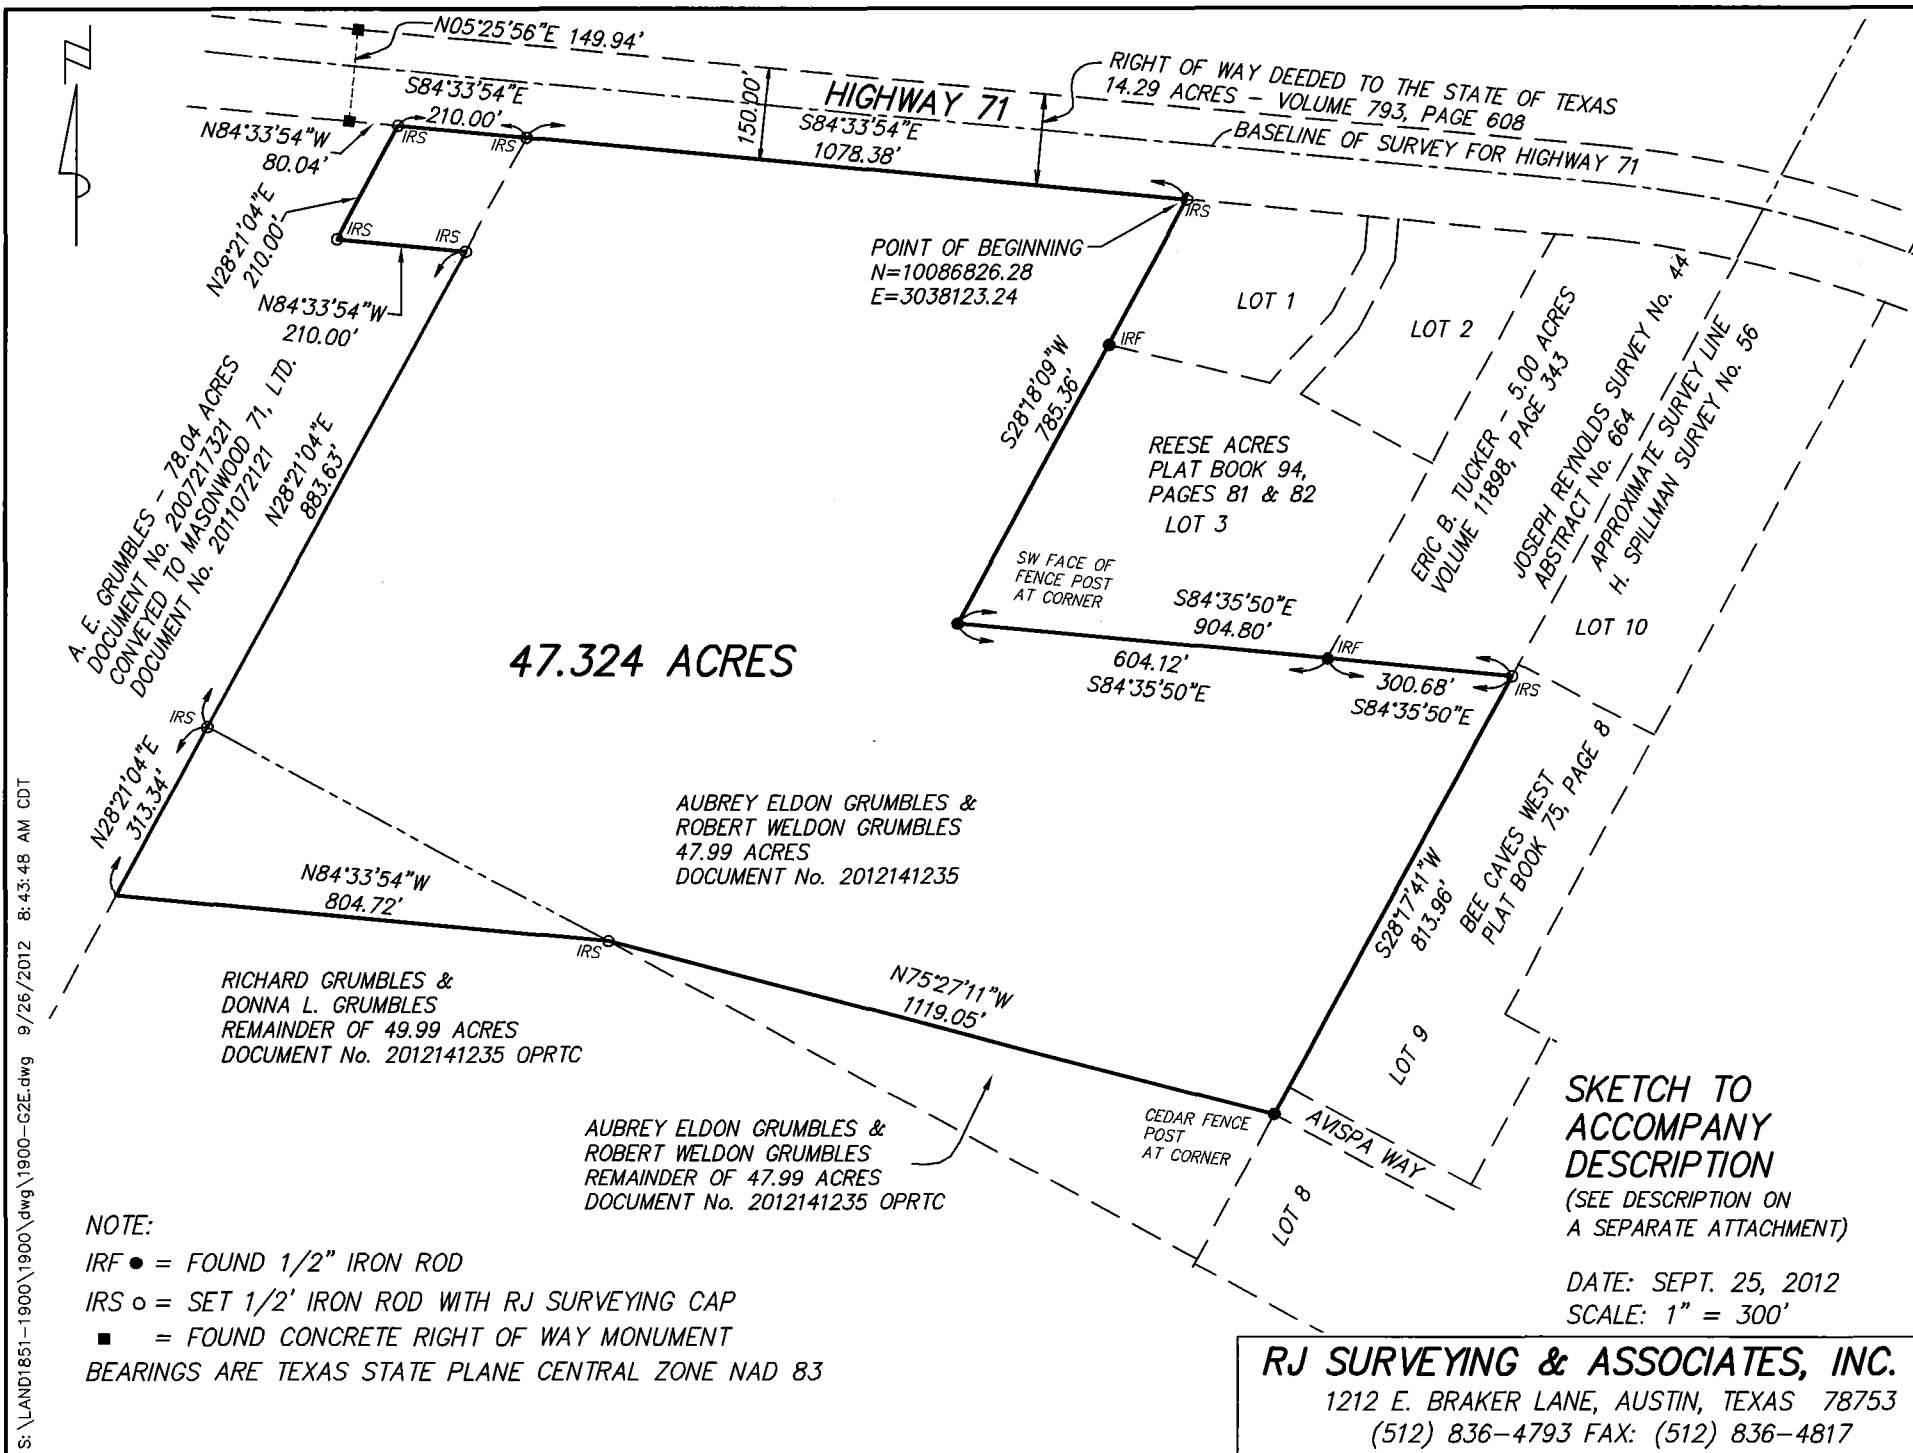 N05°25'56"E 149.94'
S84°33'54"E
210.00'
N84°33'54"W
80.04'
IRS
IRS
150.00'
HIGHWAY 71
S84°33'54"E
1078.38'
RIGHT OF WAY DEEDED TO THE STATE OF TEXAS
14.29 ACRES - VOLUME 793, PAGE 608
BASELINE OF SURVEY FOR HIGHWAY 71
IRS
N28°21'04"E
210.00'
IRS
IRS
N84°33'54"W
210.00'
POINT OF BEGINNING
N=10086826.28
E=3038123.24
LOT 1
LOT 2
IRF
S28°18'09"W
785.36'
REESE ACRES
PLAT BOOK 94,
PAGES 81 & 82
LOT 3
ERIC B. TUCKER - 5.00 ACRES
VOLUME 11898, PAGE 343
JOSEPH REYNOLDS SURVEY No. 44
ABSTRACT No. 664
APPROXIMATE SURVEY LINE
H. SPILLMAN SURVEY No. 56
A. E. GRUMBLES - 78.04 ACRES
DOCUMENT No. 2007217321
CONVEYED TO MASONWOOD 71, LTD.
DOCUMENT No. 2011072121
N28°21'04"E
883.63'
SW FACE OF
FENCE POST
AT CORNER
S84°35'50"E
904.80'
IRF
604.12'
S84°35'50"E
300.68'
S84°35'50"E
IRS
LOT 10
47.324 ACRES
IRS
N28°21'04"E
313.34'
N84°33'54"W
804.72'
IRS
AUBREY ELDON GRUMBLES &
ROBERT WELDON GRUMBLES
47.99 ACRES
DOCUMENT No. 2012141235
S28°17'41"W
813.96'
BEE CAVES WEST
PLAT BOOK 75, PAGE 8
N75°27'11"W
1119.05'
RICHARD GRUMBLES &
DONNA L. GRUMBLES
REMAINDER OF 49.99 ACRES
DOCUMENT No. 2012141235 OPRTC
LOT 9
AUBREY ELDON GRUMBLES &
ROBERT WELDON GRUMBLES
REMAINDER OF 47.99 ACRES
DOCUMENT No. 2012141235 OPRTC
CEDAR FENCE
POST
AT CORNER
AVISPA WAY
LOT 8
SKETCH TO
ACCOMPANY
DESCRIPTION
(SEE DESCRIPTION ON
A SEPARATE ATTACHMENT)
DATE: SEPT. 25, 2012
SCALE: 1" = 300'
NOTE:
IRF ● = FOUND 1/2" IRON ROD
IRS ○ = SET 1/2' IRON ROD WITH RJ SURVEYING CAP
■ = FOUND CONCRETE RIGHT OF WAY MONUMENT
BEARINGS ARE TEXAS STATE PLANE CENTRAL ZONE NAD 83
RJ SURVEYING & ASSOCIATES, INC.
1212 E. BRAKER LANE, AUSTIN, TEXAS 78753
(512) 836-4793 FAX: (512) 836-4817
S:\LAND1851-1900\1900\dwg\1900-G2E.dwg 9/26/2012 8:43:48 AM CDT